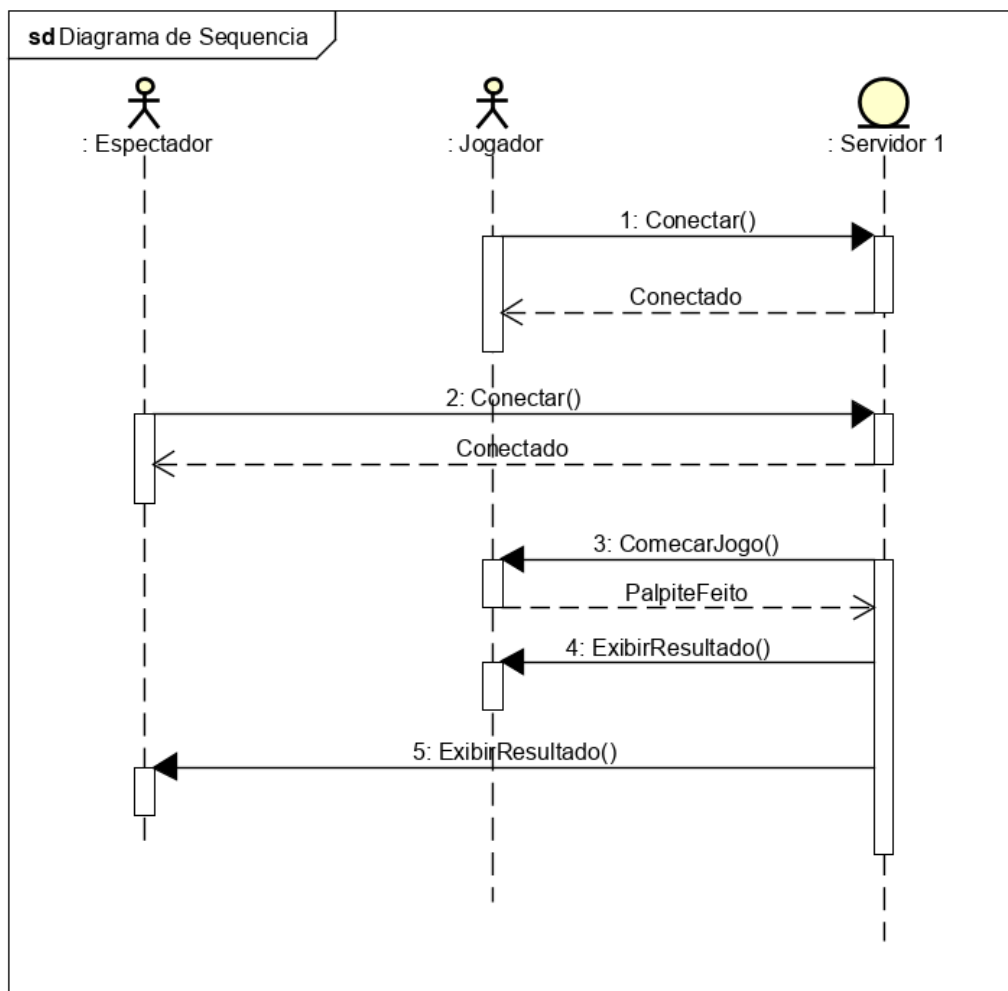 sd Diagrama de Sequencia
: Espectador
: Jogador
: Servidor 1
1: Conectar()
Conectado
2: Conectar()
Conectado
3: ComecarJogo()
PalpiteFeito
4: ExibirResultado()
5: ExibirResultado()